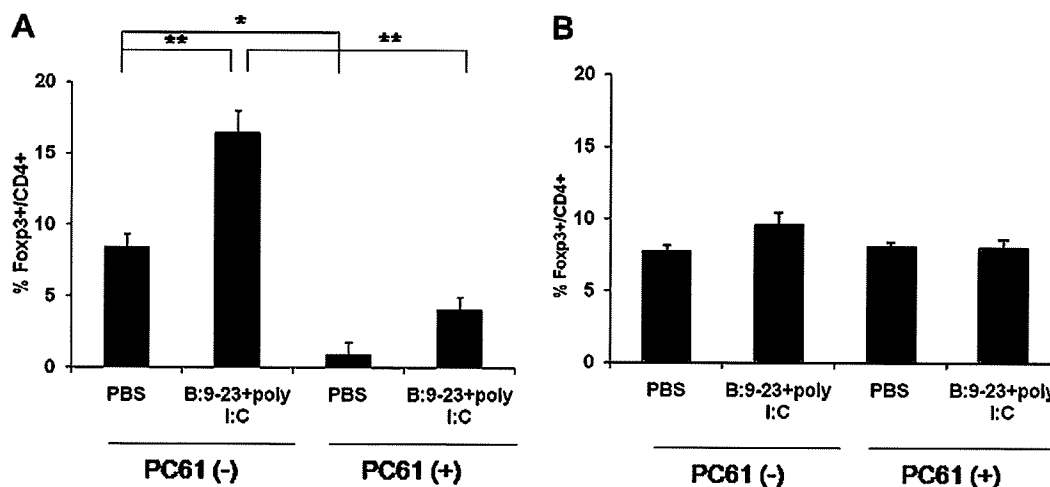 A
*
**
**
% Foxp3+/CD4+
20
15
10
5
0
PBS
B:9-23+poly
I:C
PBS
B:9-23+poly
I:C
PC61 (-)
PC61 (+)
B
% Foxp3+/CD4+
20
15
10
5
0
PBS
B:9-23+poly
I:C
PBS
B:9-23+poly
I:C
PC61 (-)
PC61 (+)